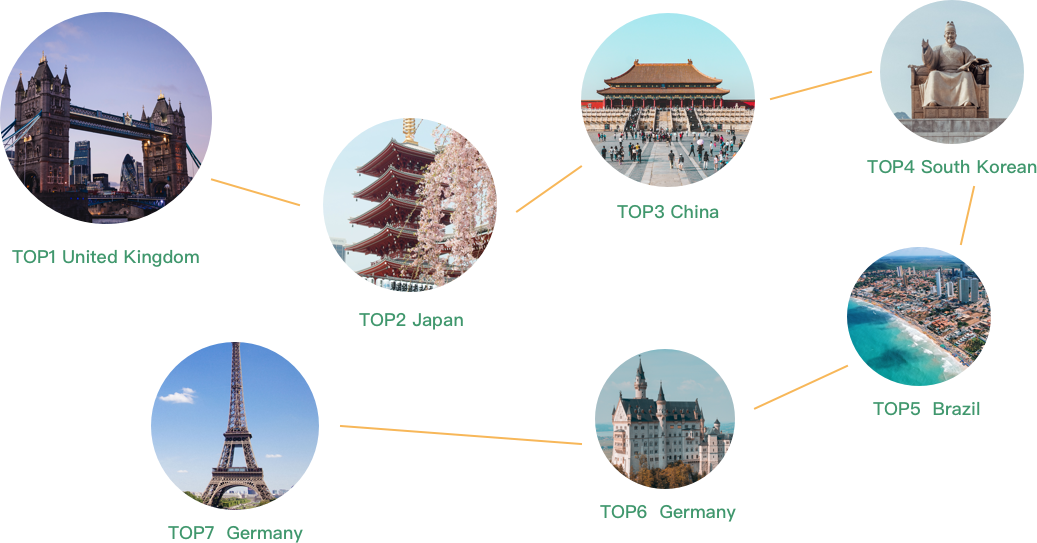 TOP1 United Kingdom
TOP2 Japan
TOP3 China
TOP4 South Korean
TOP5 Brazil
TOP6 Germany
TOP7 Germany